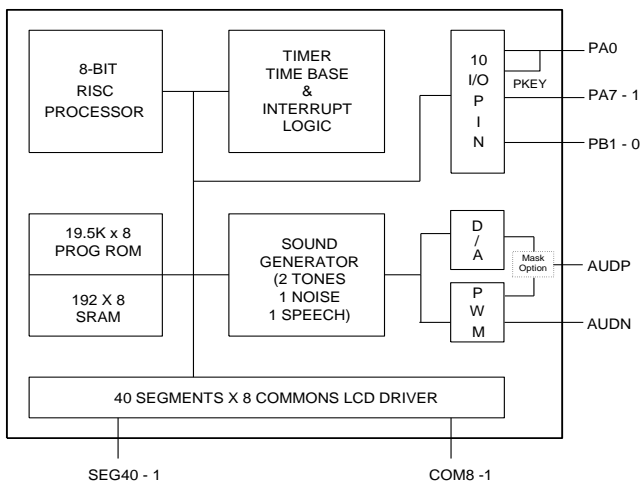 8-BIT
RISC
PROCESSOR
TIMER
TIME BASE
&
INTERRUPT
LOGIC
10
I/O
P
I
N
PKEY
PA0
PA7 - 1
PB1 - 0
19.5K x 8
PROG ROM
192 X 8
SRAM
SOUND
GENERATOR
(2 TONES
1 NOISE
1 SPEECH)
D
/
A
P
W
M
Mask
Option
AUDP
AUDN
40 SEGMENTS X 8 COMMONS LCD DRIVER
SEG40 - 1
COM8 -1